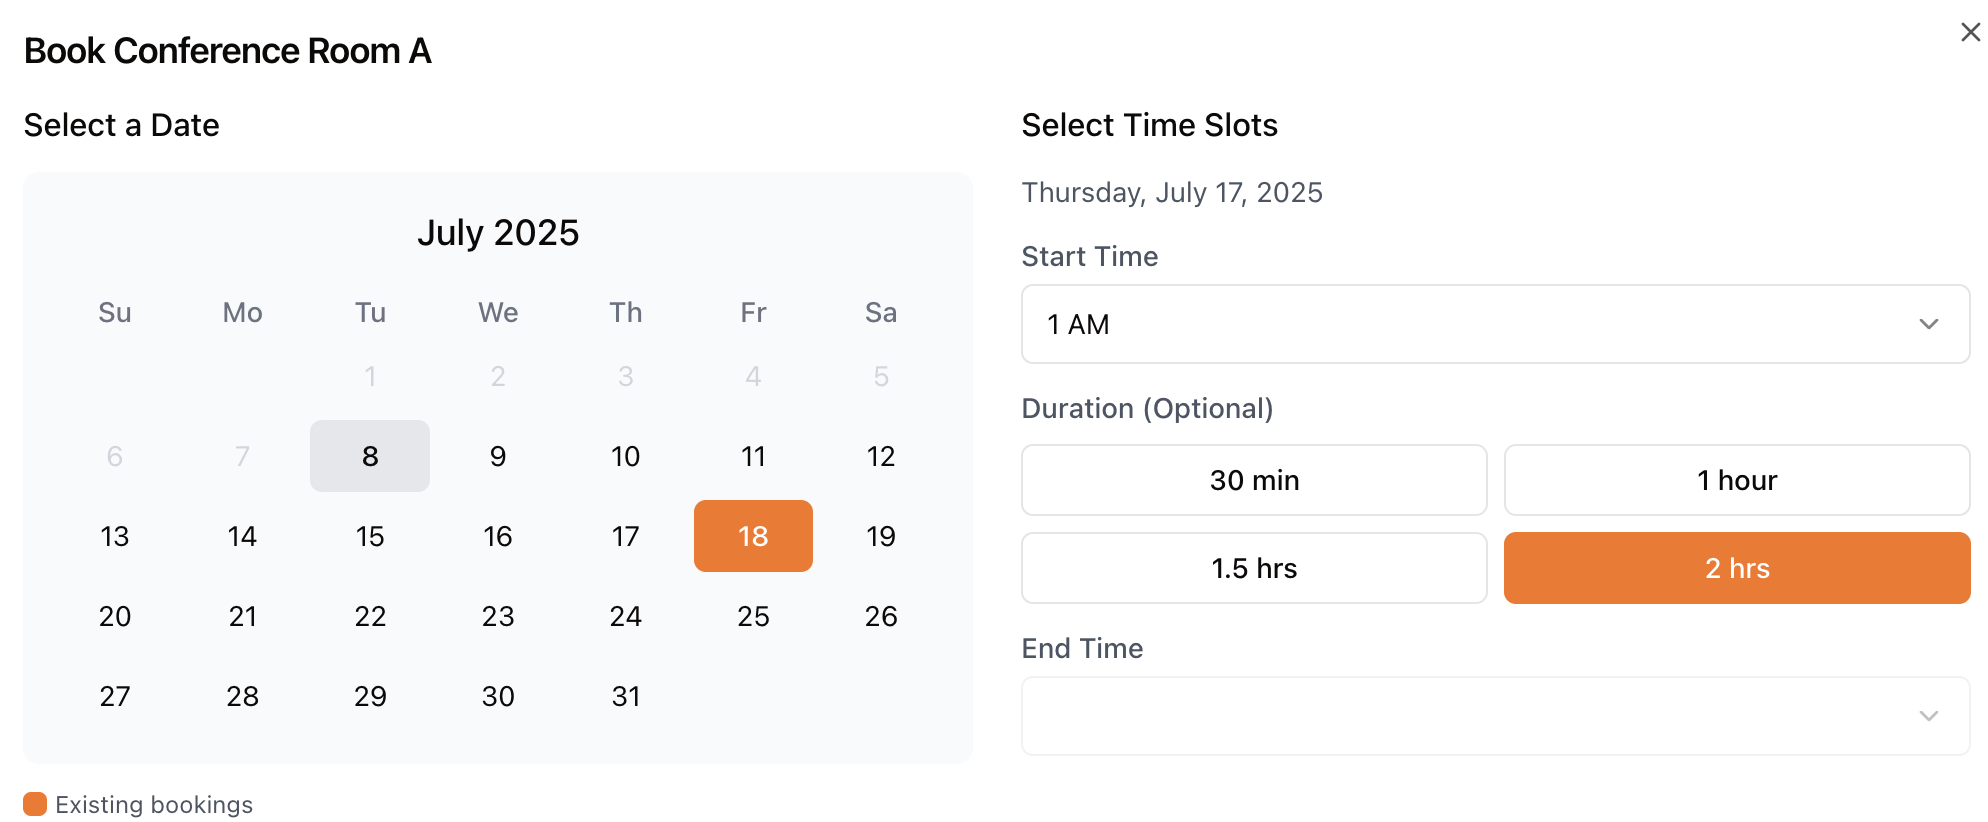 Book Conference Room A
Select a Date
July 2025
Su Mo Tu We Th Fr Sa
1 2 3 4 5
6 7 8 9 10 11 12
13 14 15 16 17 18 19
20 21 22 23 24 25 26
27 28 29 30 31
Existing bookings
Select Time Slots
Thursday, July 17, 2025
Start Time
1 AM
Duration (Optional)
30 min 1 hour
1.5 hrs 2 hrs
End Time